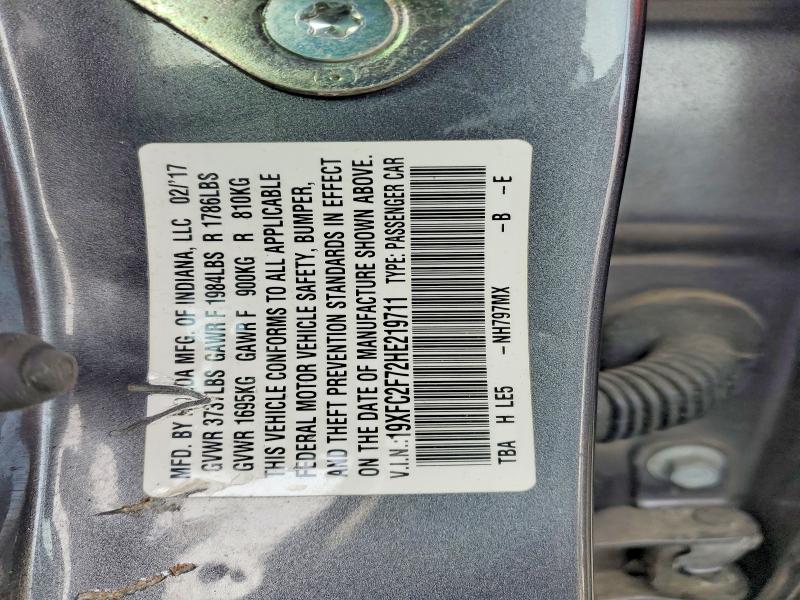 MFD. BY HONDA MFG. OF INDIANA, LLC 02/'17
GVWR 3737LBS GAWR F 1984LBS R 1786LBS
GVWR 1695KG GAWR F 900KG R 810KG
THIS VEHICLE CONFORMS TO ALL APPLICABLE
FEDERAL MOTOR VEHICLE SAFETY, BUMPER,
AND THEFT PREVENTION STANDARDS IN EFFECT
ON THE DATE OF MANUFACTURE SHOWN ABOVE.
V.I.N.:19XFC2F72HE219711 TYPE: PASSENGER CAR
TBA H LE5 -NH797MX -B -E